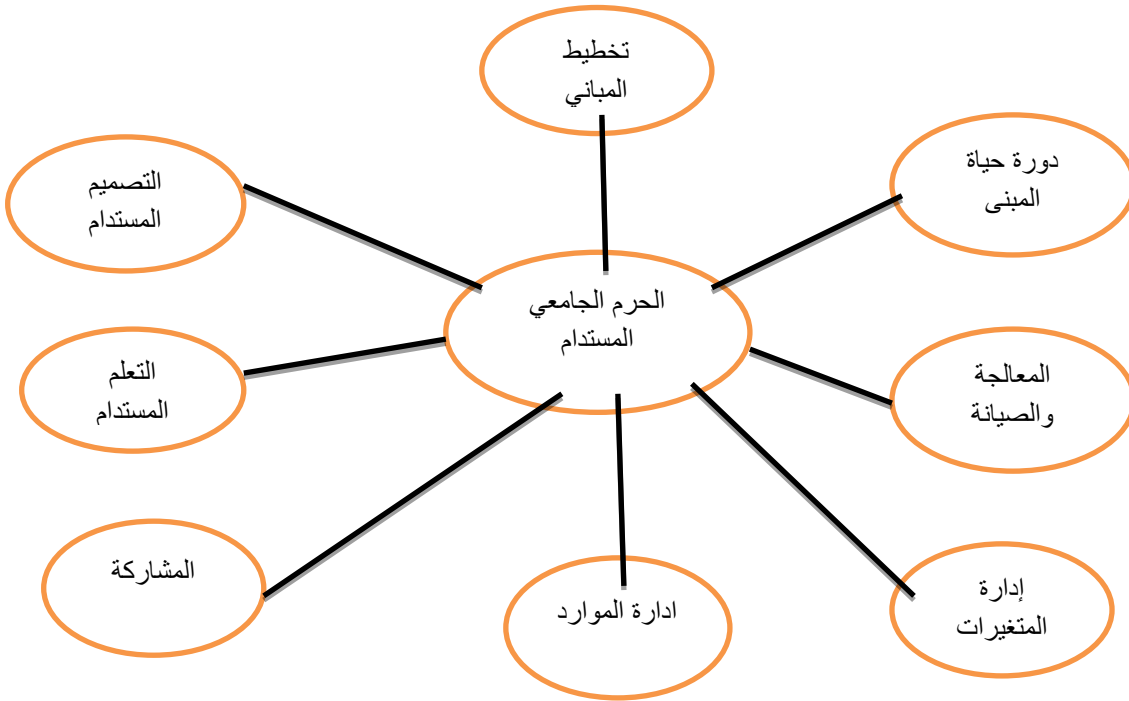 تخطيط
المباني
دورة حياة
المبنى
التصميم
المستدام
الحرم الجامعي
المستدام
المعالجة
والصيانة
التعلم
المستدام
المشاركة
ادارة الموارد
إدارة
المتغيرات